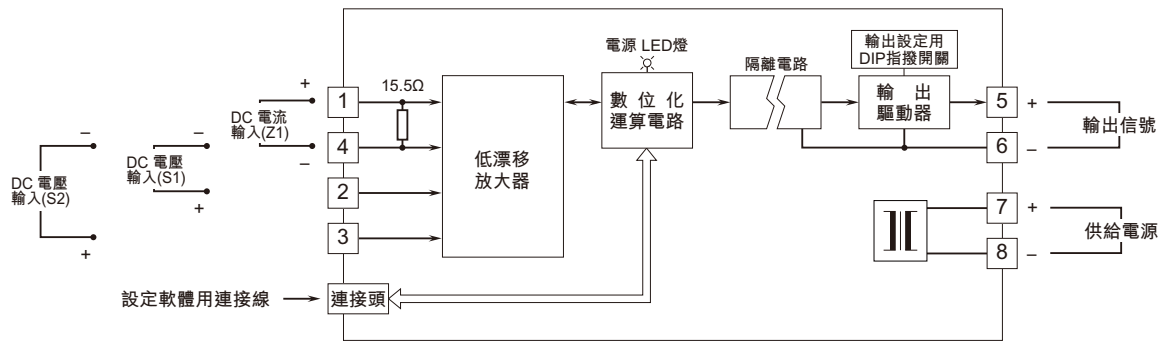 電源 LED燈
輸出設定用
DIP指撥開關
隔離電路
+
15.5Ω
1
DC 電流
輸入(Z1)
4
–
數位化
運算電路
輸出
驅動器
5
+
輸出信號
6
–
–
DC 電壓
輸入(S2)
+
–
DC 電壓
輸入(S1)
+
2
3
低漂移
放大器
7
+
供給電源
8
–
設定軟體用連接線
連接頭